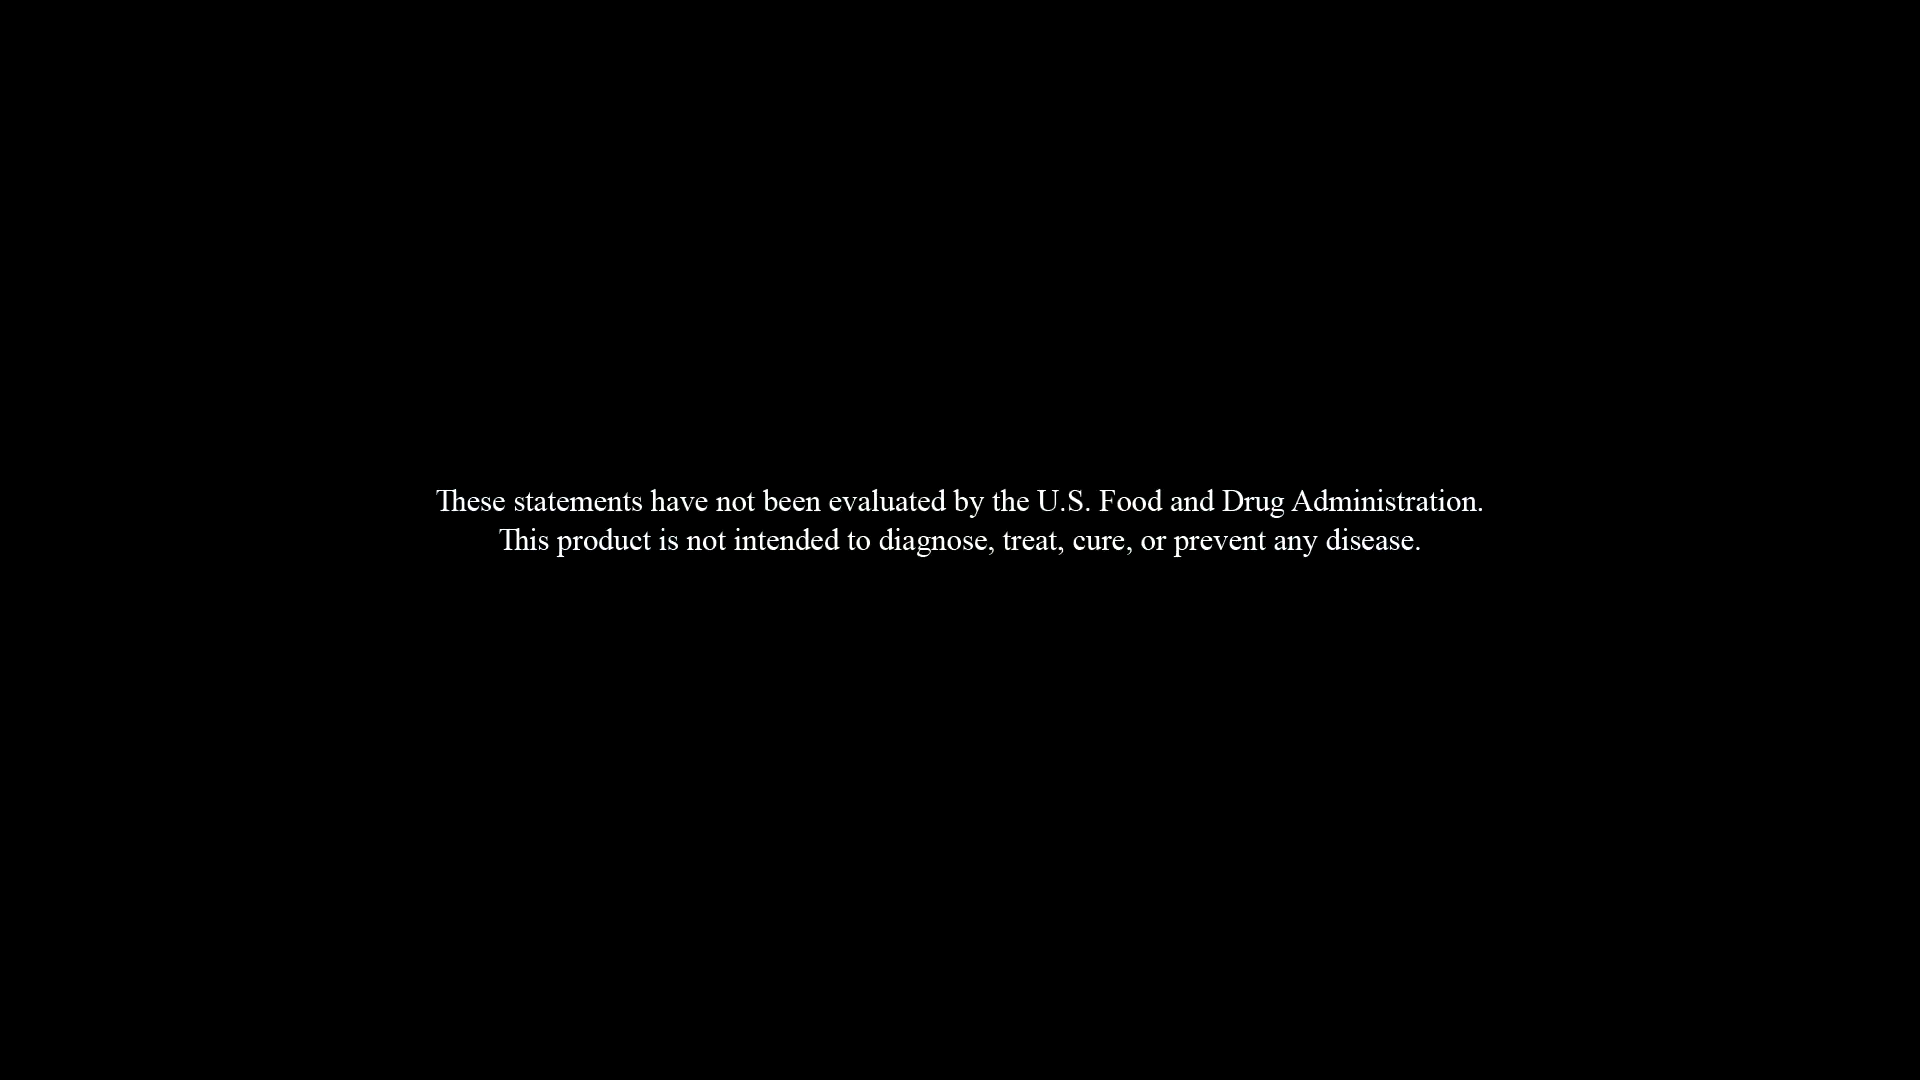 These statements have not been evaluated by the U.S. Food and Drug Administration.
This product is not intended to diagnose, treat, cure, or prevent any disease.